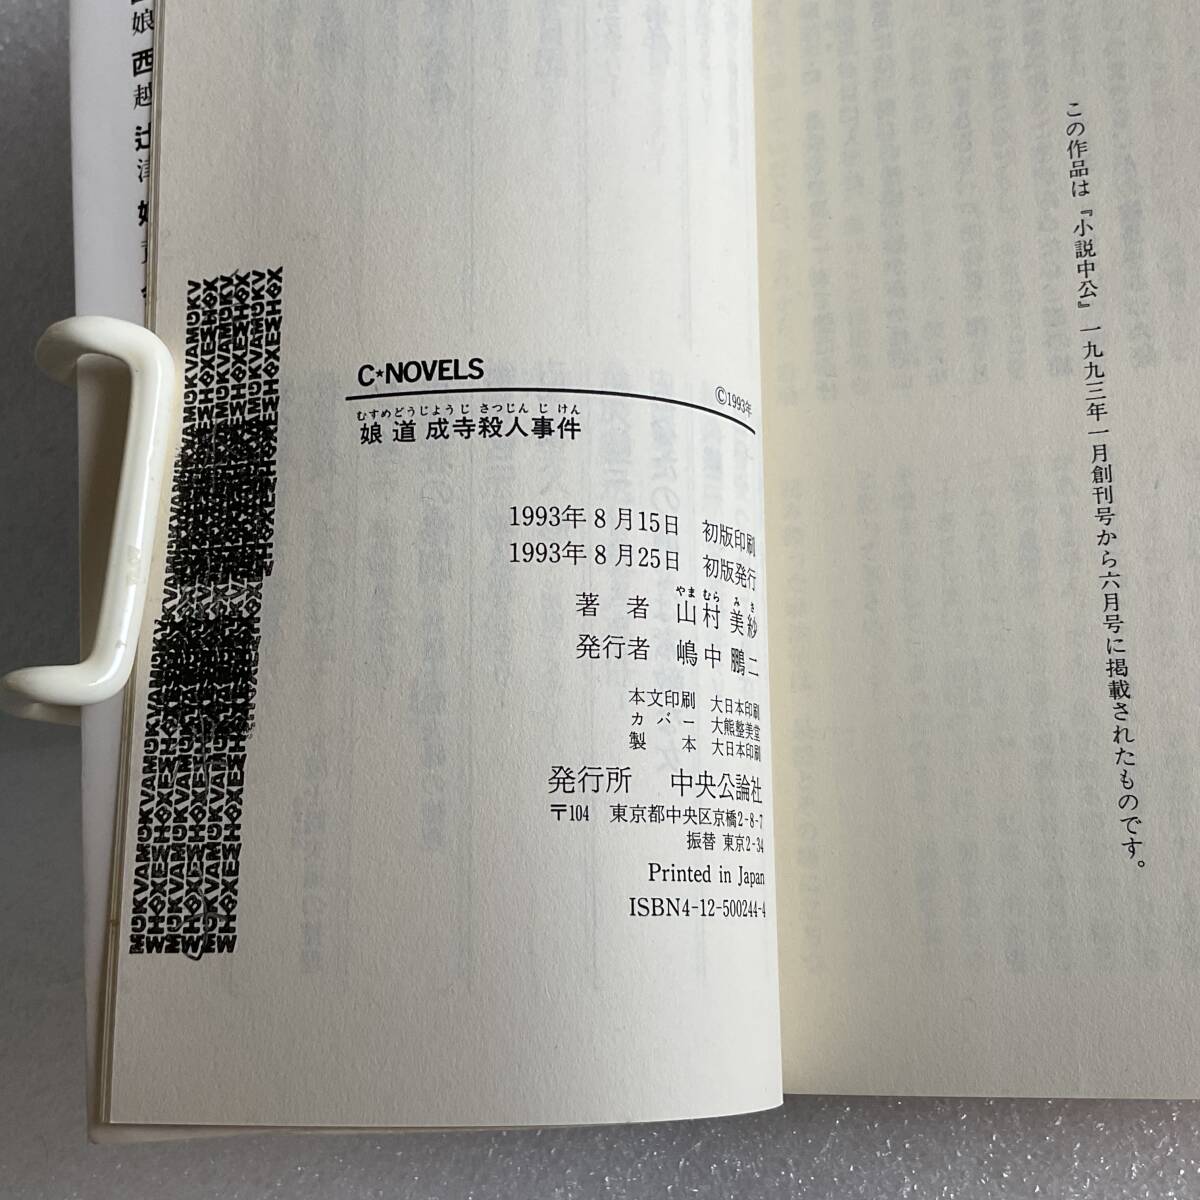 この作品は『小説中公』一九九三年一月創刊号から六月号に掲載されたものです。
C★NOVELS
©1993年
むすめどうじょうじさつじんじけん
娘道成寺殺人事件
1993年8月15日 初版印刷
1993年8月25日 初版発行
やまむらみさ
著者 山村美紗
発行者 嶋中鵬二
本文印刷 大日本印刷
カバー 大熊整美堂
製本 大日本印刷
発行所 中央公論社
〒104 東京都中央区京橋2-8-7
振替 東京2-34
Printed in Japan
ISBN4-12-500244-4
娘
西
越
辻
津